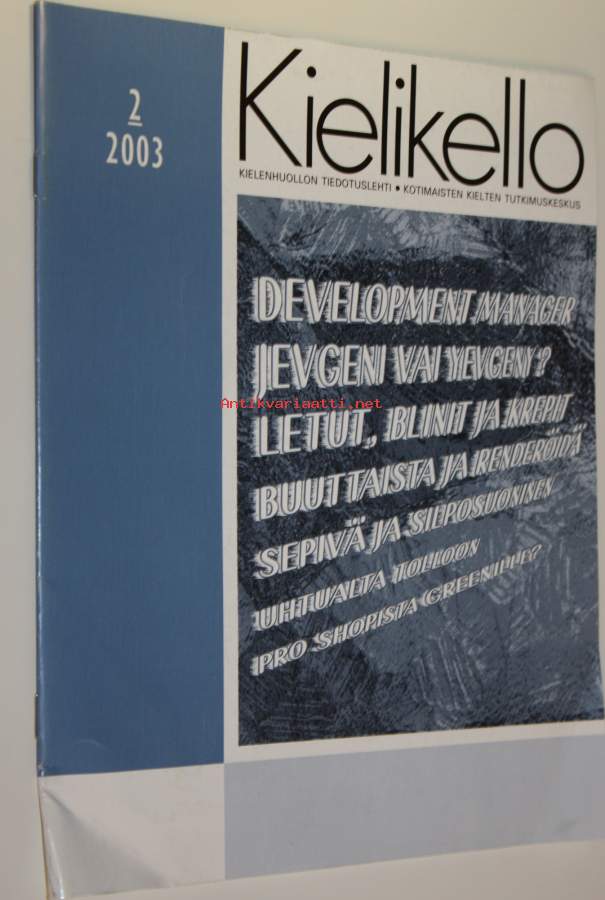 2
2003
Kielikello
KIELENHUOLLON TIEDOTUSLEHTI • KOTIMAISTEN KIELTEN TUTKIMUSKESKUS
DEVELOPMENT MANAGER
JEVGENI VAI YEVGENY?
Antikvariaatti.net
LETUT, BLINIT JA KREPIT
BUUTTAISTA JA RENDERÖIDÄ
SEPIVÄ JA SIEPOSUONINEN
UHTUALTA TOLLOON
PRO SHOPISTA GREENILLE?